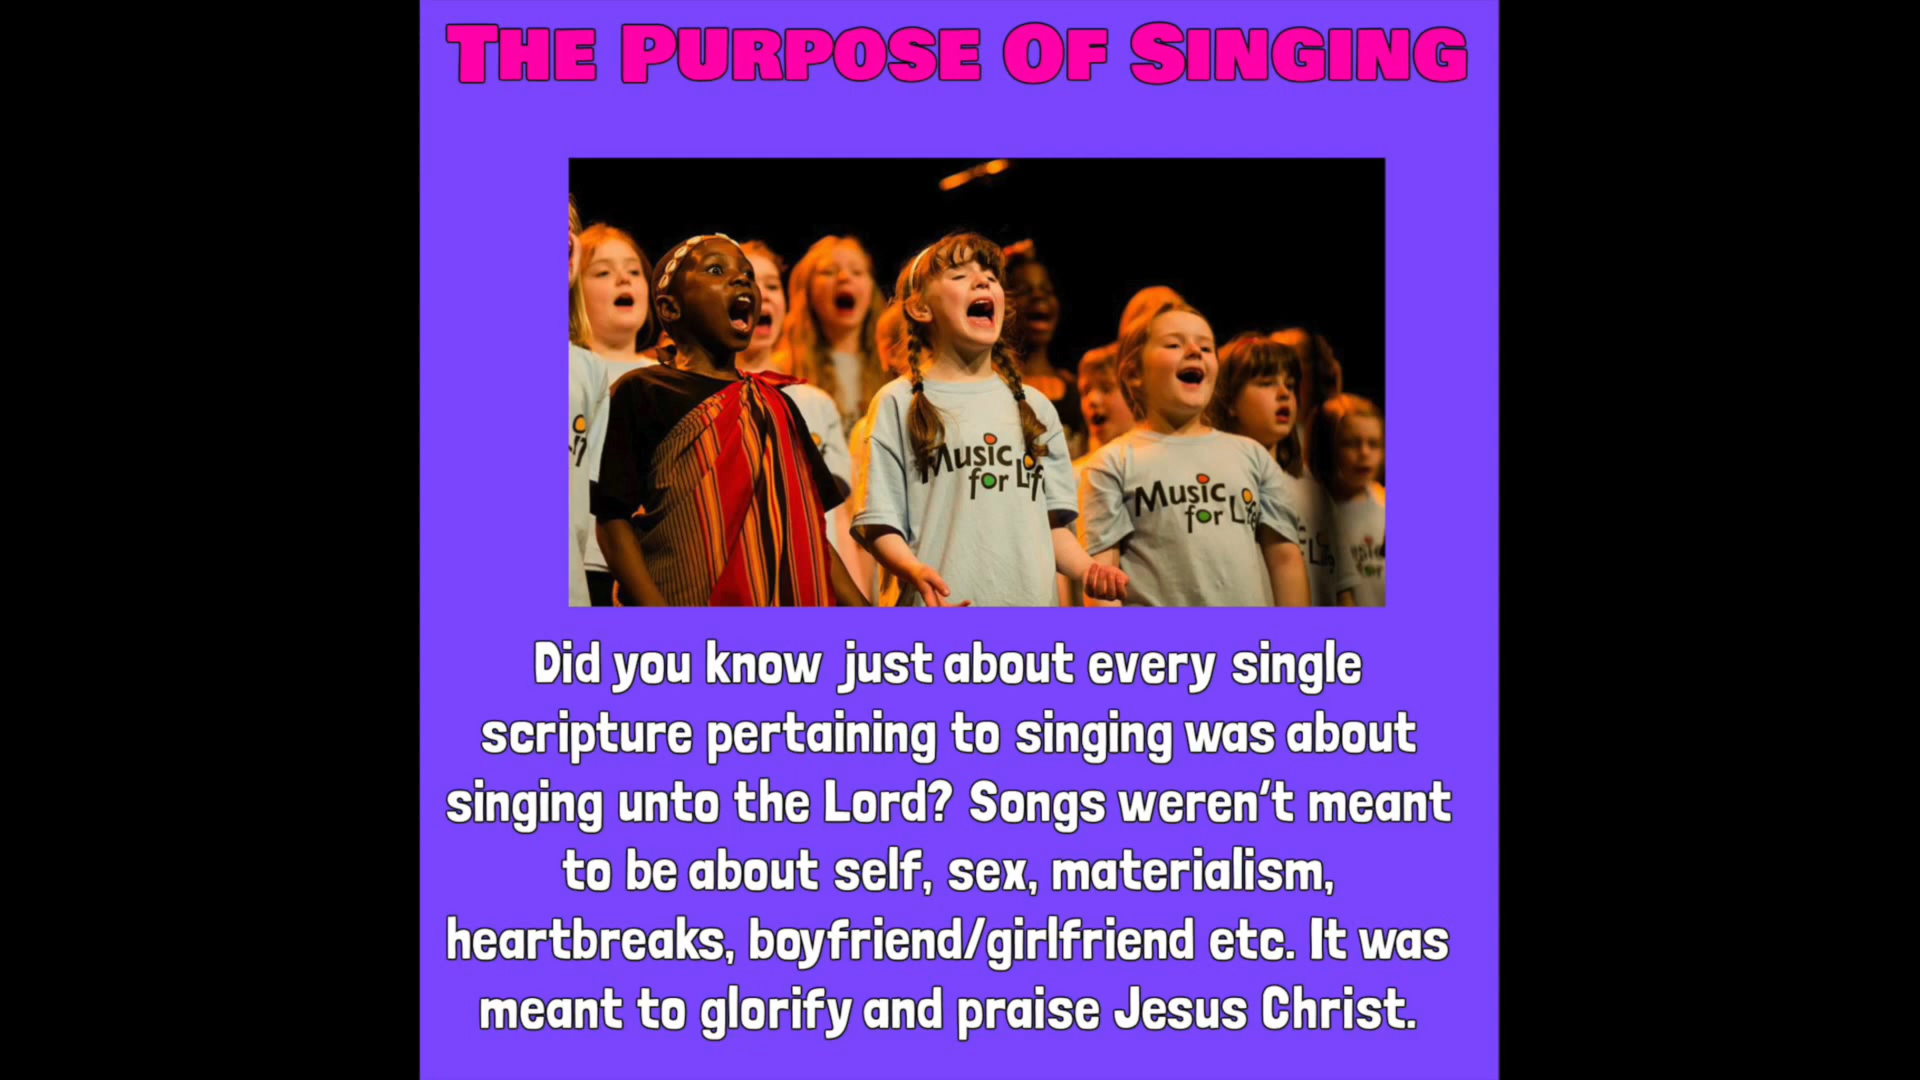 The Purpose Of Singing
Music
for Lif
Music
for Life
Did you know just about every single
scripture pertaining to singing was about
singing unto the Lord? Songs weren't meant
to be about self, sex, materialism,
heartbreaks, boyfriend/girlfriend etc. It was
meant to glorify and praise Jesus Christ.